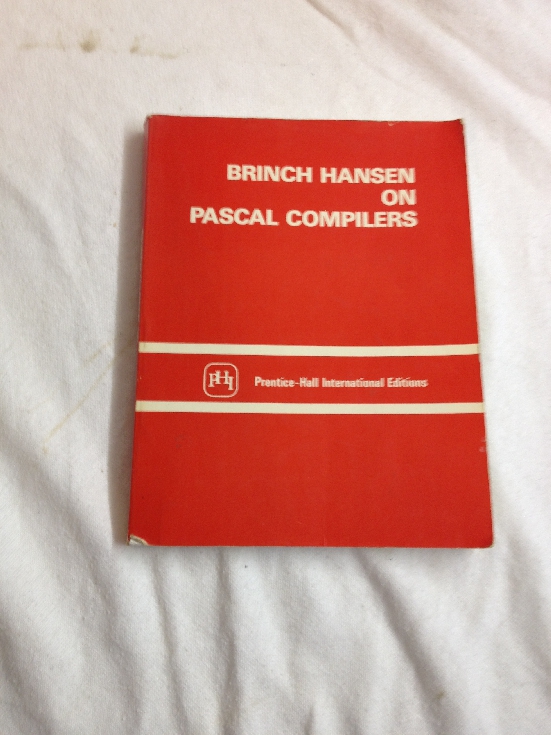 BRINCH HANSEN
ON
PASCAL COMPILERS
PHI
Prentice-Hall International Editions